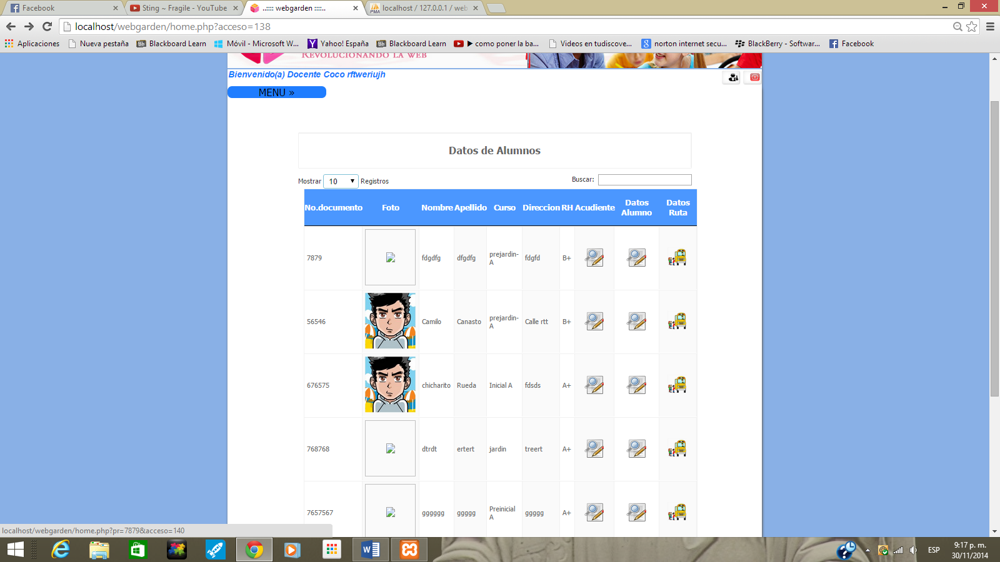 Facebook
Sting ~ Fragile - YouTube
..:::: webgarden ::::..
localhost / 127.0.0.1 / web
localhost/webgarden/home.php?acceso=138
Aplicaciones
Nueva pestaña
Blackboard Learn
Móvil - Microsoft W...
Yahoo! España
Blackboard Learn
▶ como poner la ba...
Videos en tudiscove...
norton internet secu...
BlackBerry - Softwar...
Facebook
REVOLUCIONANDO LA WEB
Bienvenido(a) Docente Coco rftweriujh
MENU »
Datos de Alumnos
Mostrar 10 Registros
Buscar:
No.documento Foto Nombre Apellido Curso Direccion RH Acudiente Datos Alumno Datos Ruta
7879 fdgdfg dfgdfg prejardin-A fdgfd B+
56546 Camilo Canasto prejardin-A Calle rtt B+
676575 chicharito Rueda Inicial A fdsds A+
768768 dtrdt ertert jardin treert A+
7657567 gggggg ggggg Preinicial A ggggg A+
localhost/webgarden/home.php?pr=7879&acceso=140
ESP
9:17 p. m.
30/11/2014